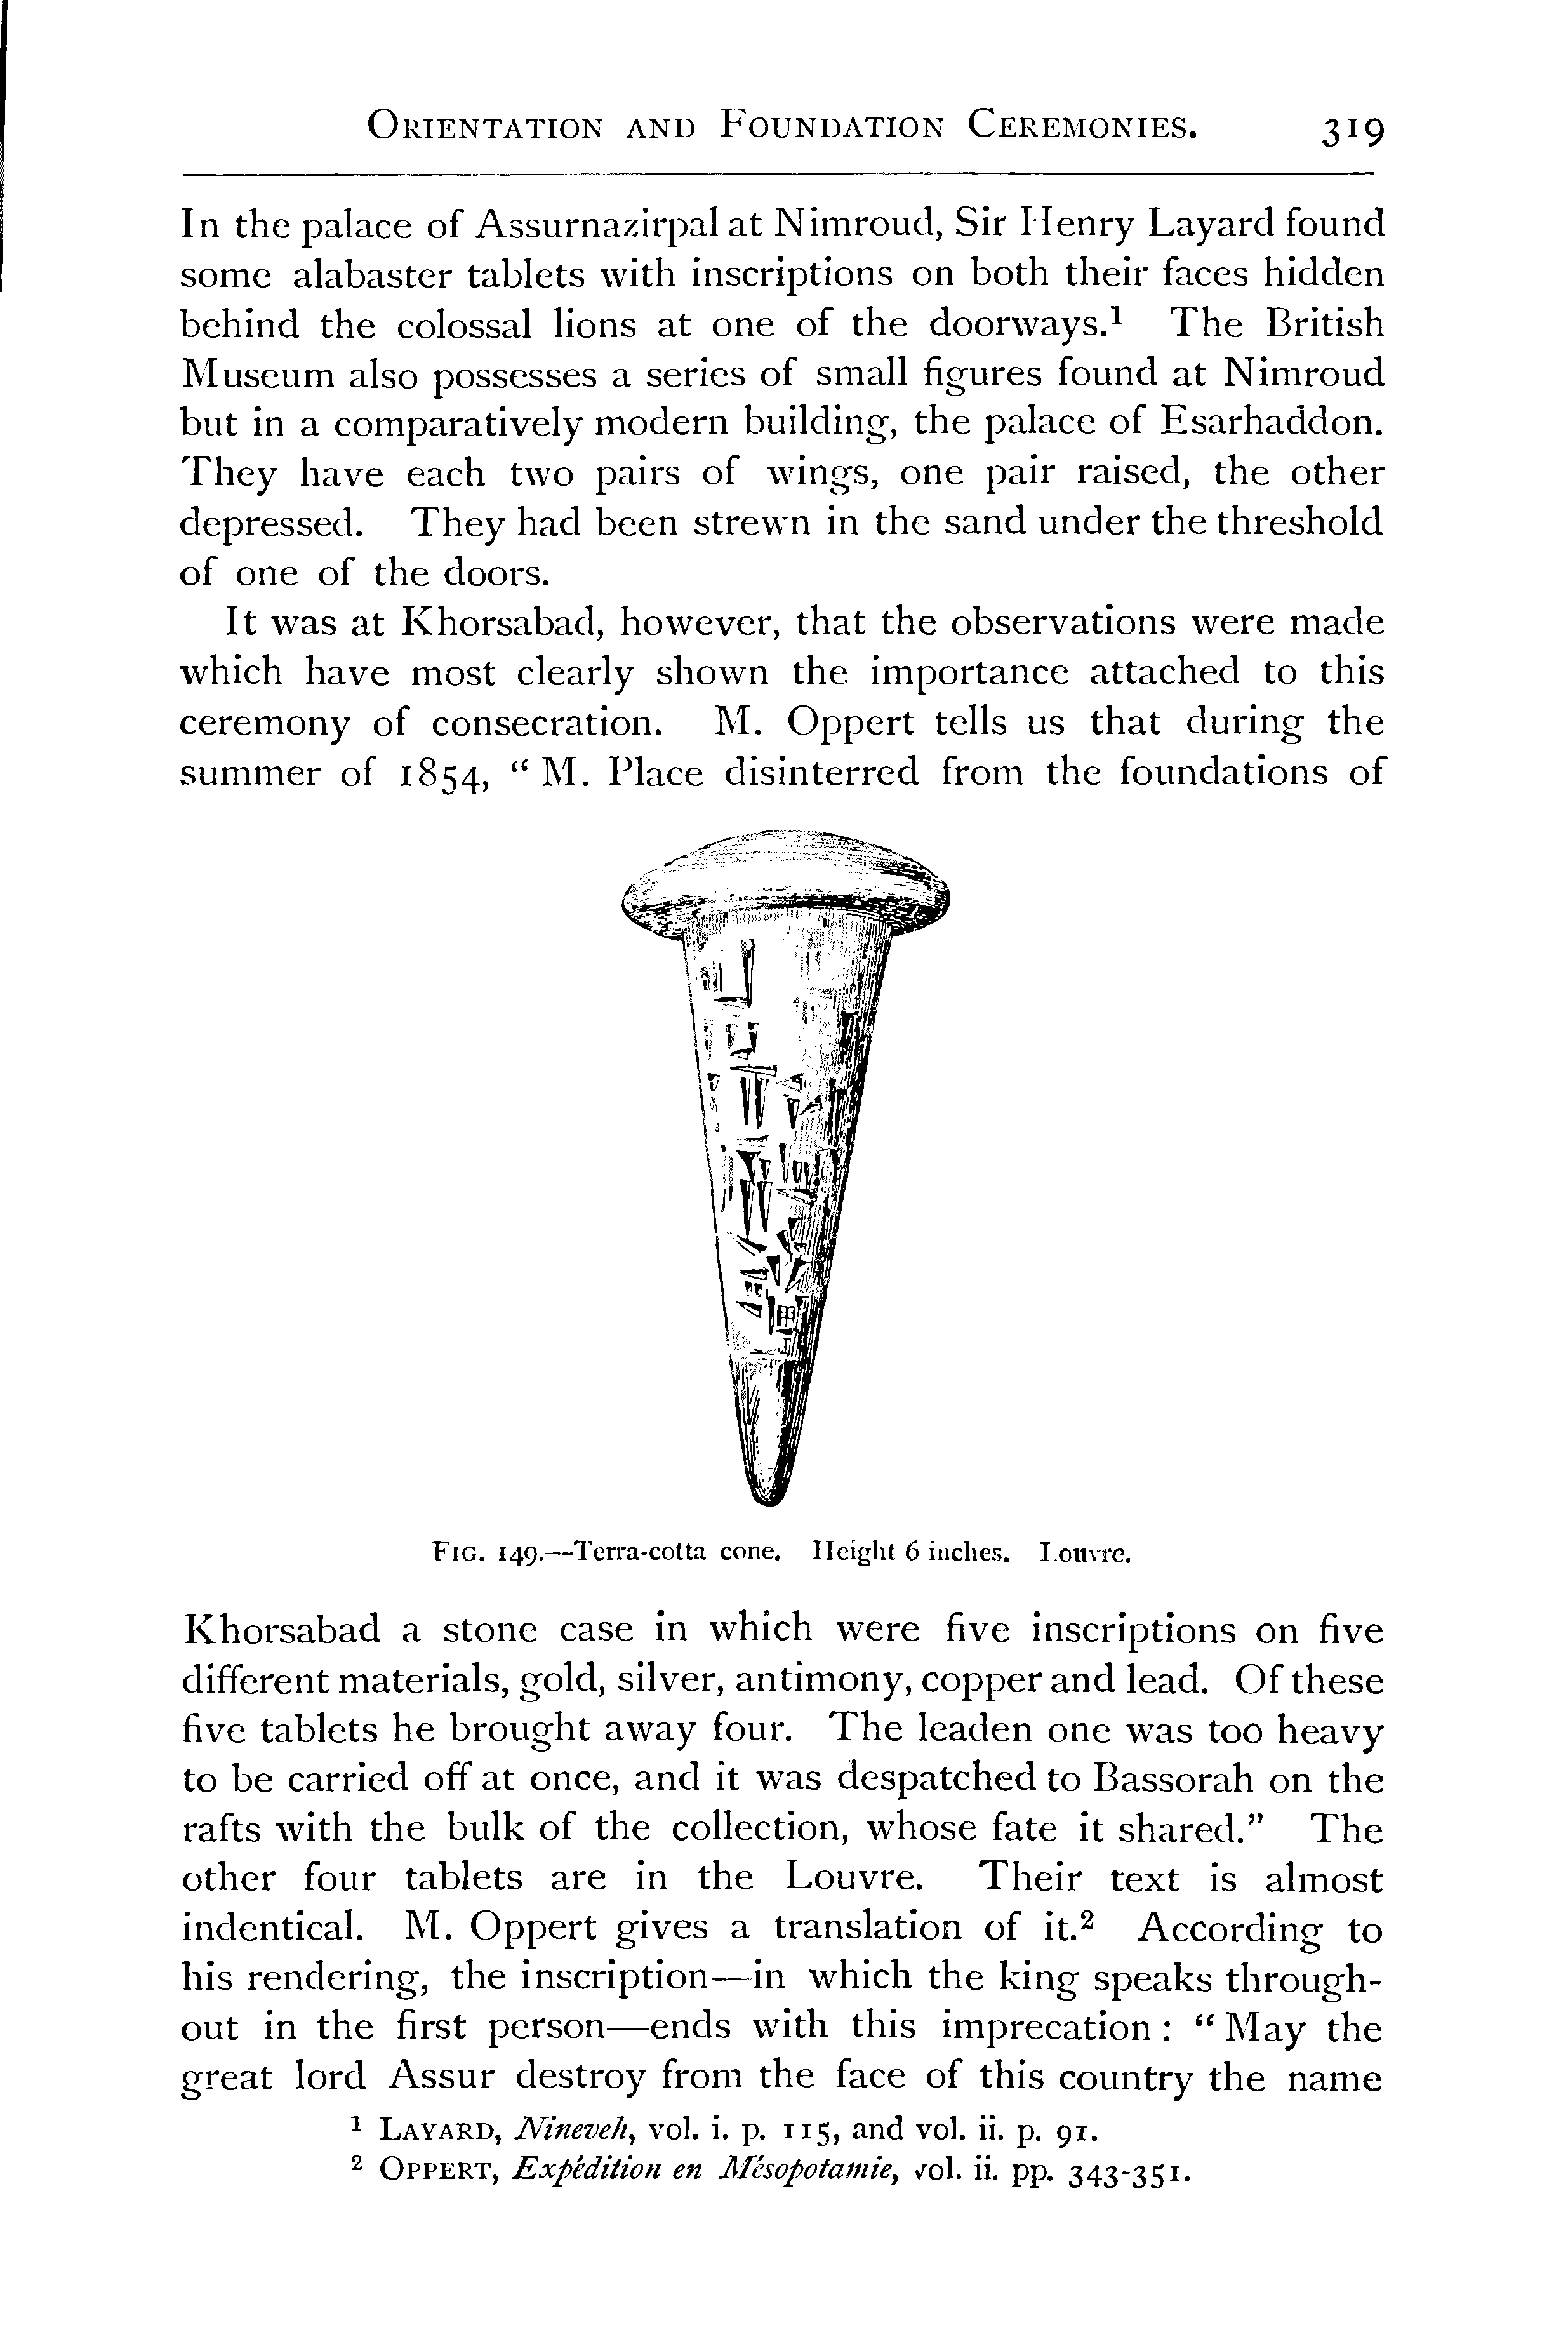 ORIENTATION AND FOUNDATION CEREMONIES. 319
In the palace of Assurnazirpal at Nimroud, Sir Henry Layard found
some alabaster tablets with inscriptions on both their faces hidden
behind the colossal lions at one of the doorways.¹ The British
Museum also possesses a series of small figures found at Nimroud
but in a comparatively modern building, the palace of Esarhaddon.
They have each two pairs of wings, one pair raised, the other
depressed. They had been strewn in the sand under the threshold
of one of the doors.
It was at Khorsabad, however, that the observations were made
which have most clearly shown the importance attached to this
ceremony of consecration. M. Oppert tells us that during the
summer of 1854, “ M. Place disinterred from the foundations of
FIG. 149.—Terra-cotta cone. Height 6 inches. Louvre.
Khorsabad a stone case in which were five inscriptions on five
different materials, gold, silver, antimony, copper and lead. Of these
five tablets he brought away four. The leaden one was too heavy
to be carried off at once, and it was despatched to Bassorah on the
rafts with the bulk of the collection, whose fate it shared.” The
other four tablets are in the Louvre. Their text is almost
indentical. M. Oppert gives a translation of it.² According to
his rendering, the inscription—in which the king speaks through-
out in the first person—ends with this imprecation : “ May the
great lord Assur destroy from the face of this country the name
¹ LAYARD, Nineveh, vol. i. p. 115, and vol. ii. p. 91.
² OPPERT, Expédition en Mésopotamie, vol. ii. pp. 343-351.